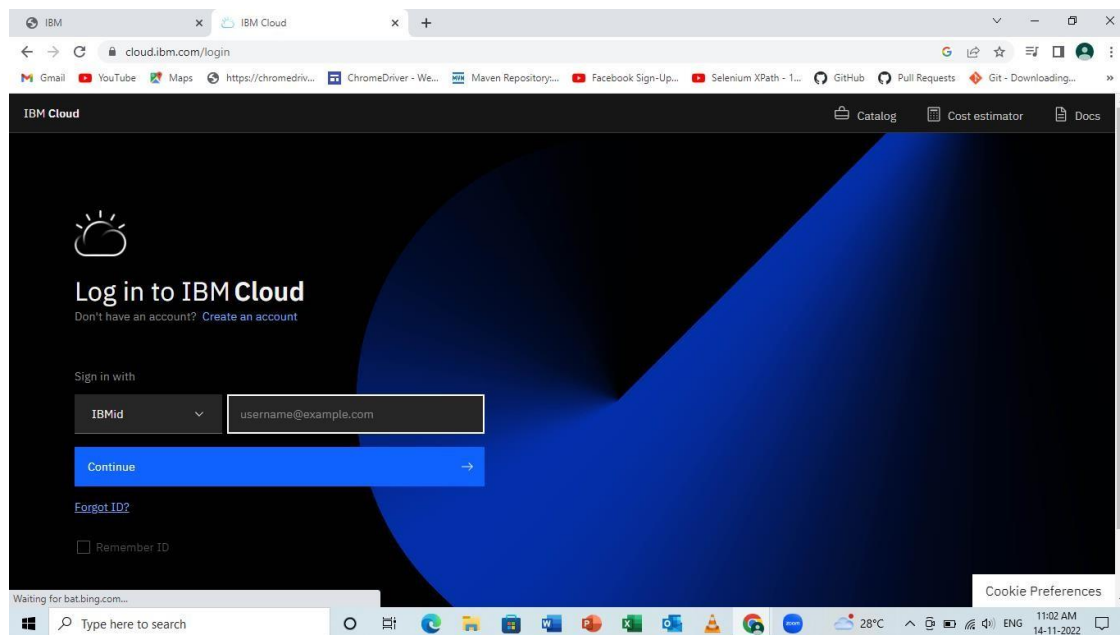 IBM
IBM Cloud
cloud.ibm.com/login
Gmail YouTube Maps https://chromedriv... ChromeDriver - We... Maven Repository:... Facebook Sign-Up... Selenium XPath - 1... GitHub Pull Requests Git - Downloading... »
IBM Cloud Catalog Cost estimator Docs
Log in to IBM Cloud
Don't have an account? Create an account
Sign in with
IBMid username@example.com
Continue
Forgot ID?
Remember ID
Cookie Preferences
Waiting for bat.bing.com...
Type here to search 28°C ENG 11:02 AM
14-11-2022